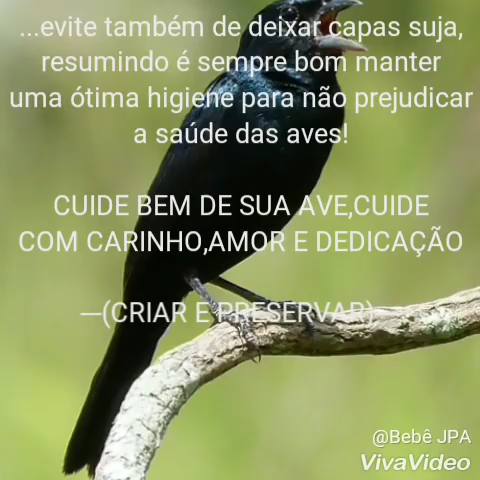 ...evite também de deixar capas suja,
resumindo é sempre bom manter
uma ótima higiene para não prejudicar
a saúde das aves!
CUIDE BEM DE SUA AVE,CUIDE
COM CARINHO,AMOR E DEDICAÇÃO
—(CRIAR E PRESERVAR)—
@Bebê JPA
VivaVideo